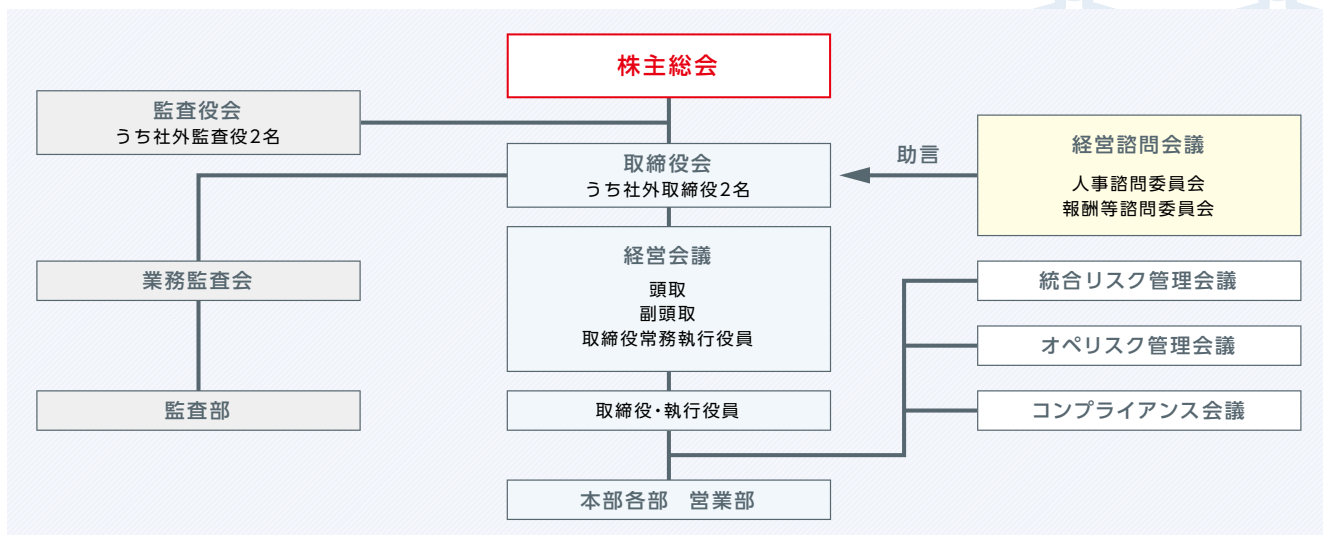 株主総会
監査役会
うち社外監査役2名
取締役会
うち社外取締役2名
助言
経営諮問会議
人事諮問委員会
報酬等諮問委員会
業務監査会
経営会議
頭取
副頭取
取締役常務執行役員
統合リスク管理会議
オペリスク管理会議
監査部
取締役・執行役員
コンプライアンス会議
本部各部 営業部